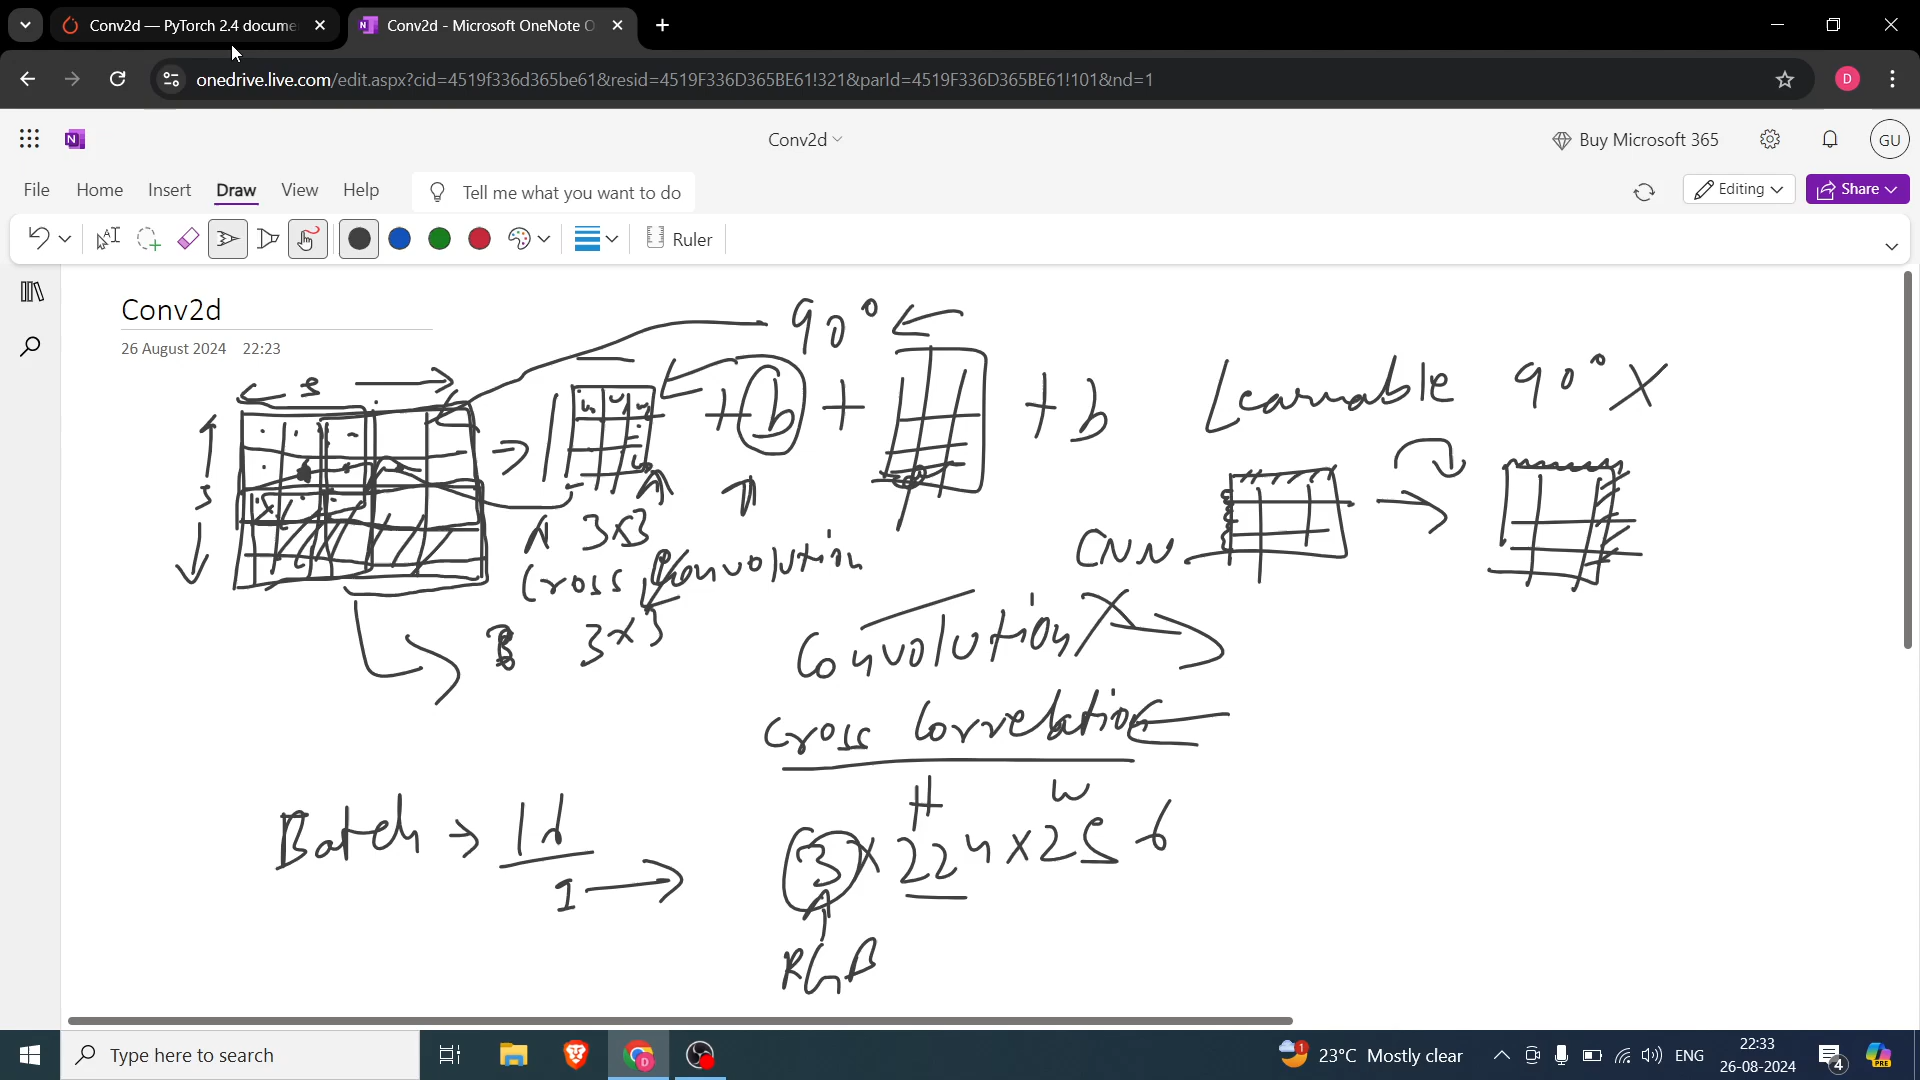 Conv2d — PyTorch 2.4 docume
Conv2d - Microsoft OneNote O
onedrive.live.com/edit.aspx?cid=4519f336d365be61&resid=4519F336D365BE61!321&parId=4519F336D365BE61!101&nd=1
D
Conv2d
Buy Microsoft 365
GU
File Home Insert Draw View Help Tell me what you want to do
Editing Share
Ruler
Conv2d
26 August 2024 22:23
90°
+ b + + b
Learnable 90° X
A 3x3
Cross Convolution
CNN
B 3x3
Convolution
Cross Correlation
H W
Batch → 1d
3 x 224 x 256
1
RGB
Type here to search
23°C Mostly clear
ENG
22:33
26-08-2024
4